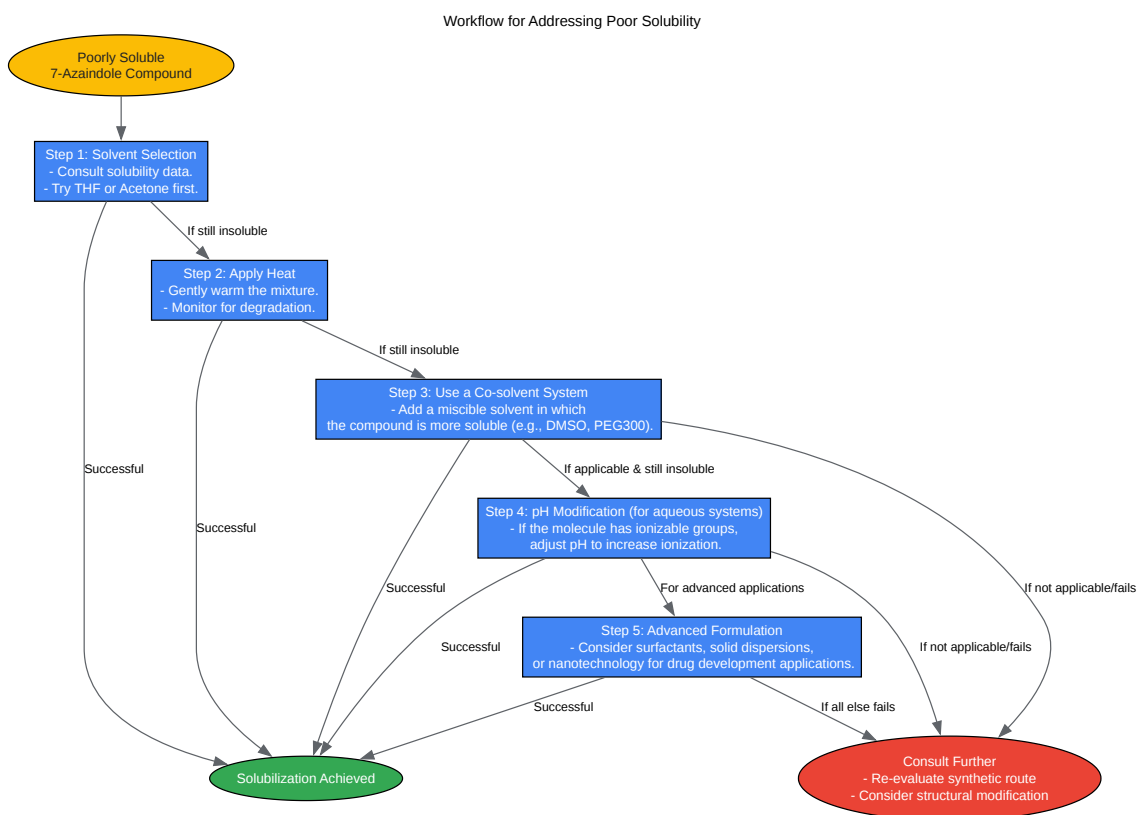 Workflow for Addressing Poor Solubility
Poorly Soluble
7-Azaindole Compound
Step 1: Solvent Selection
- Consult solubility data.
- Try THF or Acetone first.
If still insoluble
Step 2: Apply Heat
- Gently warm the mixture.
- Monitor for degradation.
If still insoluble
Step 3: Use a Co-solvent System
- Add a miscible solvent in which
the compound is more soluble (e.g., DMSO, PEG300).
Successful
If applicable & still insoluble
Step 4: pH Modification (for aqueous systems)
- If the molecule has ionizable groups,
adjust pH to increase ionization.
Successful
Successful
For advanced applications
If not applicable/fails
Step 5: Advanced Formulation
- Consider surfactants, solid dispersions,
or nanotechnology for drug development applications.
Successful
If not applicable/fails
Successful
If all else fails
Solubilization Achieved
Consult Further
- Re-evaluate synthetic route
- Consider structural modification